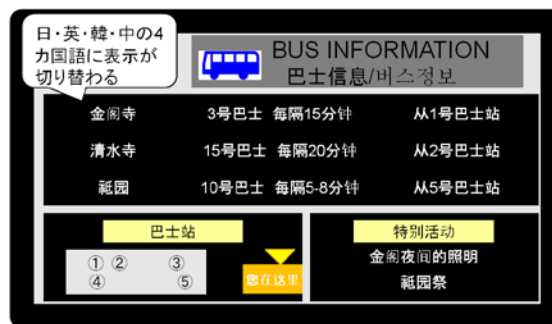 日・英・韓・中の4
カ国語に表示が
切り替わる
BUS INFORMATION
巴士信息/버스정보
金阁寺 3号巴士 每隔15分钟 从1号巴士站
清水寺 15号巴士 每隔20分钟 从2号巴士站
祗园 10号巴士 每隔5-8分钟 从5号巴士站
巴士站
① ② ③
④ ⑤
您在这里
特别活动
金阁夜间的照明
祗园祭